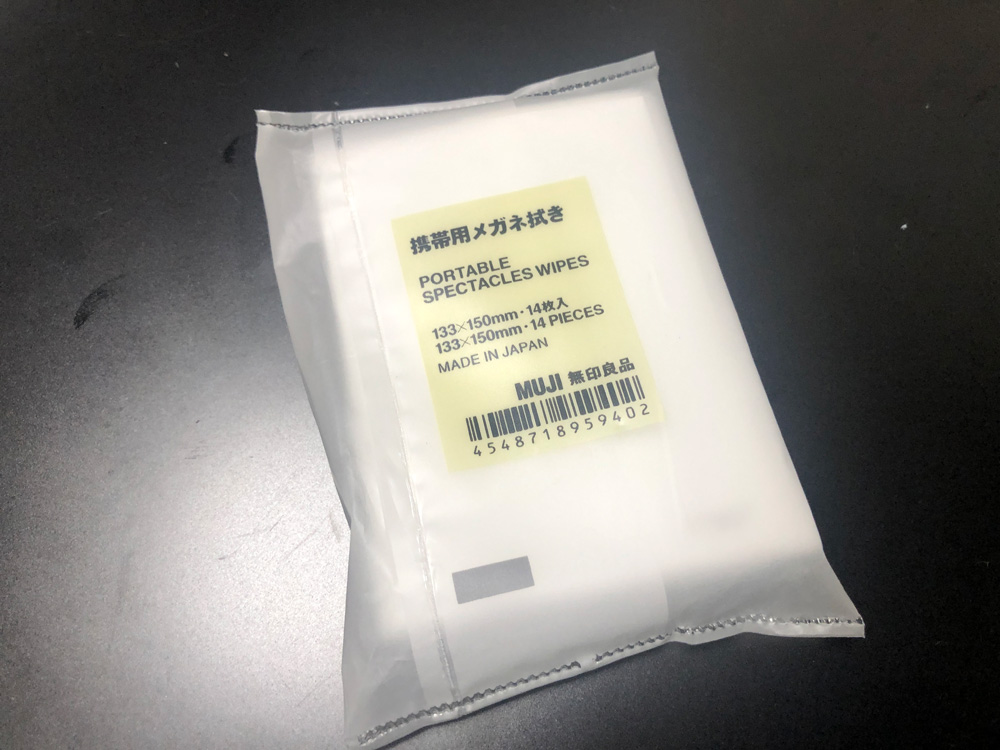 携帯用メガネ拭き
PORTABLE
SPECTACLES WIPES
133×150mm・14枚入
133×150mm・14 PIECES
MADE IN JAPAN
MUJI 無印良品
4548718959402